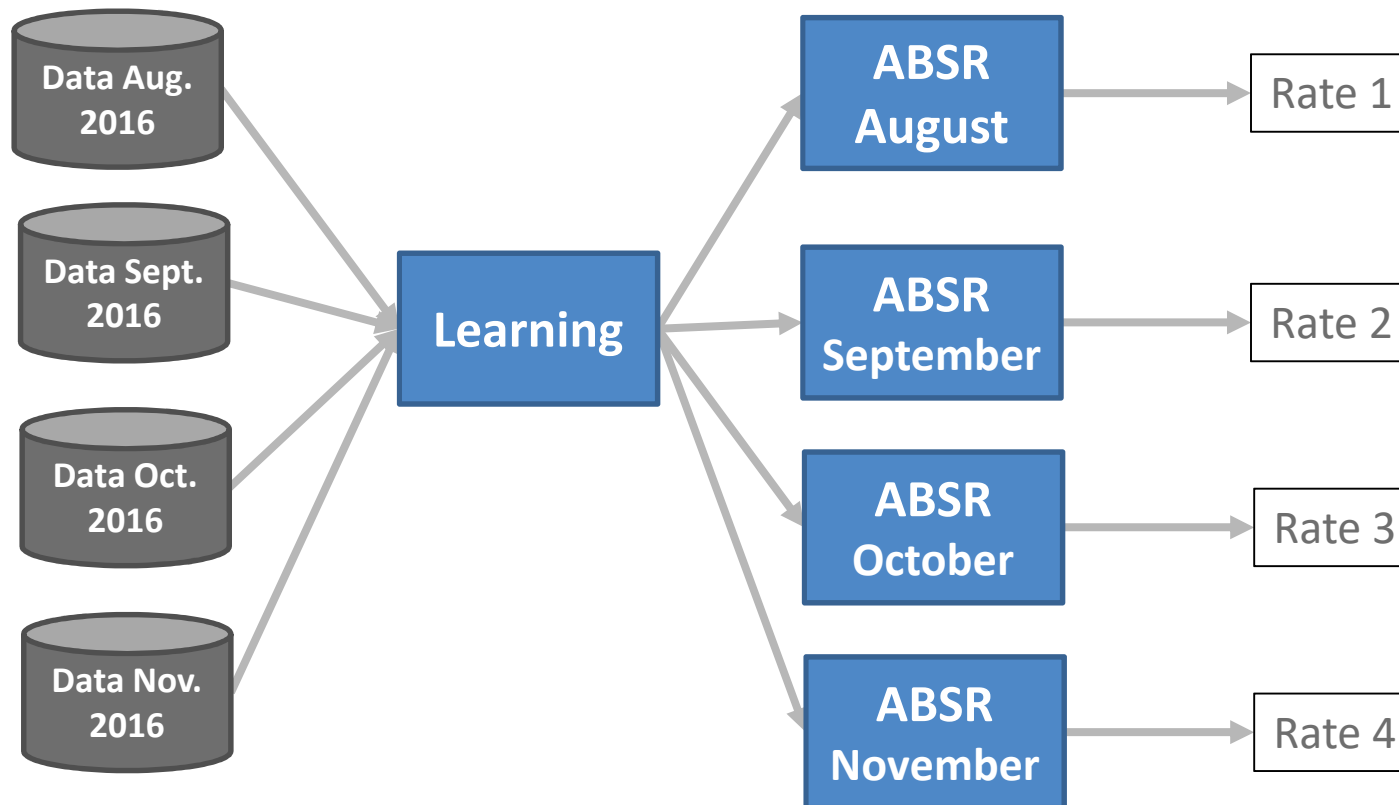 Data Aug.
2016
Data Sept.
2016
Data Oct.
2016
Data Nov.
2016
Learning
ABSR
August
ABSR
September
ABSR
October
ABSR
November
Rate 1
Rate 2
Rate 3
Rate 4